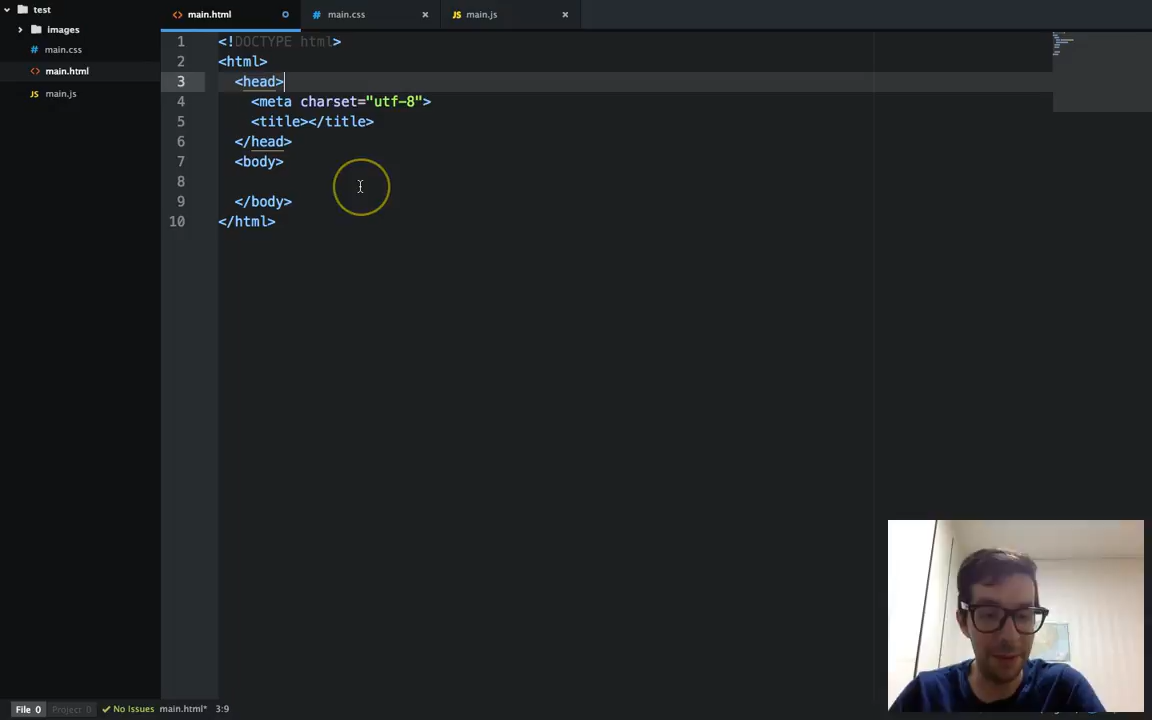 test
images
main.css
main.html
main.js
main.html
main.css
main.js
1 <!DOCTYPE html>
2 <html>
3 <head>
4 <meta charset="utf-8">
5 <title></title>
6 </head>
7 <body>
8
9 </body>
10 </html>
File 0 Project 0 No Issues main.html* 3:9